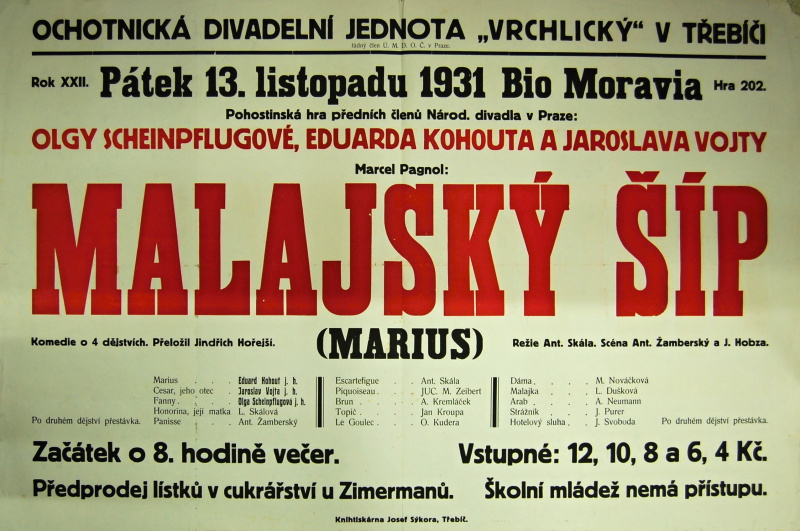 OCHOTNICKÁ DIVADELNÍ JEDNOTA „VRCHLICKÝ“ V TŘEBÍČI
řádný člen Ú. M. D. O. Č. v Praze.
Rok XXII. Pátek 13. listopadu 1931 Bio Moravia Hra 202.
Pohostinská hra předních členů Národ. divadla v Praze:
OLGY SCHEINPFLUGOVÉ, EDUARDA KOHOUTA A JAROSLAVA VOJTY
Marcel Pagnol:
MALAJSKÝ ŠÍP
(MARIUS)
Komedie o 4 dějstvích. Přeložil Jindřich Hořejší.
Režie Ant. Skála. Scéna Ant. Žamberský a J. Hobza.
Marius . . . Eduard Kohout j. h.
Cesar, jeho otec . Jaroslav Vojta j. h.
Fanny . . . Olga Scheinpflugová j. h.
Honorina, její matka L. Skálová
Panisse . . . Ant. Žamberský
Escartefigue . . Ant. Skála
Piquoiseau . . JUC. M. Zeibert
Brun . . . A. Kremláček
Topič . . . Jan Kroupa
Le Goulec . . O. Kudera
Dáma . . . M. Nováčková
Malajka . . . L. Dušková
Arab . . . A. Neumann
Strážník . . . J. Purer
Hotelový sluha . . J. Svoboda
Po druhém dějství přestávka.
Po druhém dějství přestávka.
Začátek o 8. hodině večer. Vstupné: 12, 10, 8 a 6, 4 Kč.
Předprodej lístků v cukrářství u Zimermanů. Školní mládež nemá přístupu.
Knihtiskárna Josef Sýkora, Třebíč.